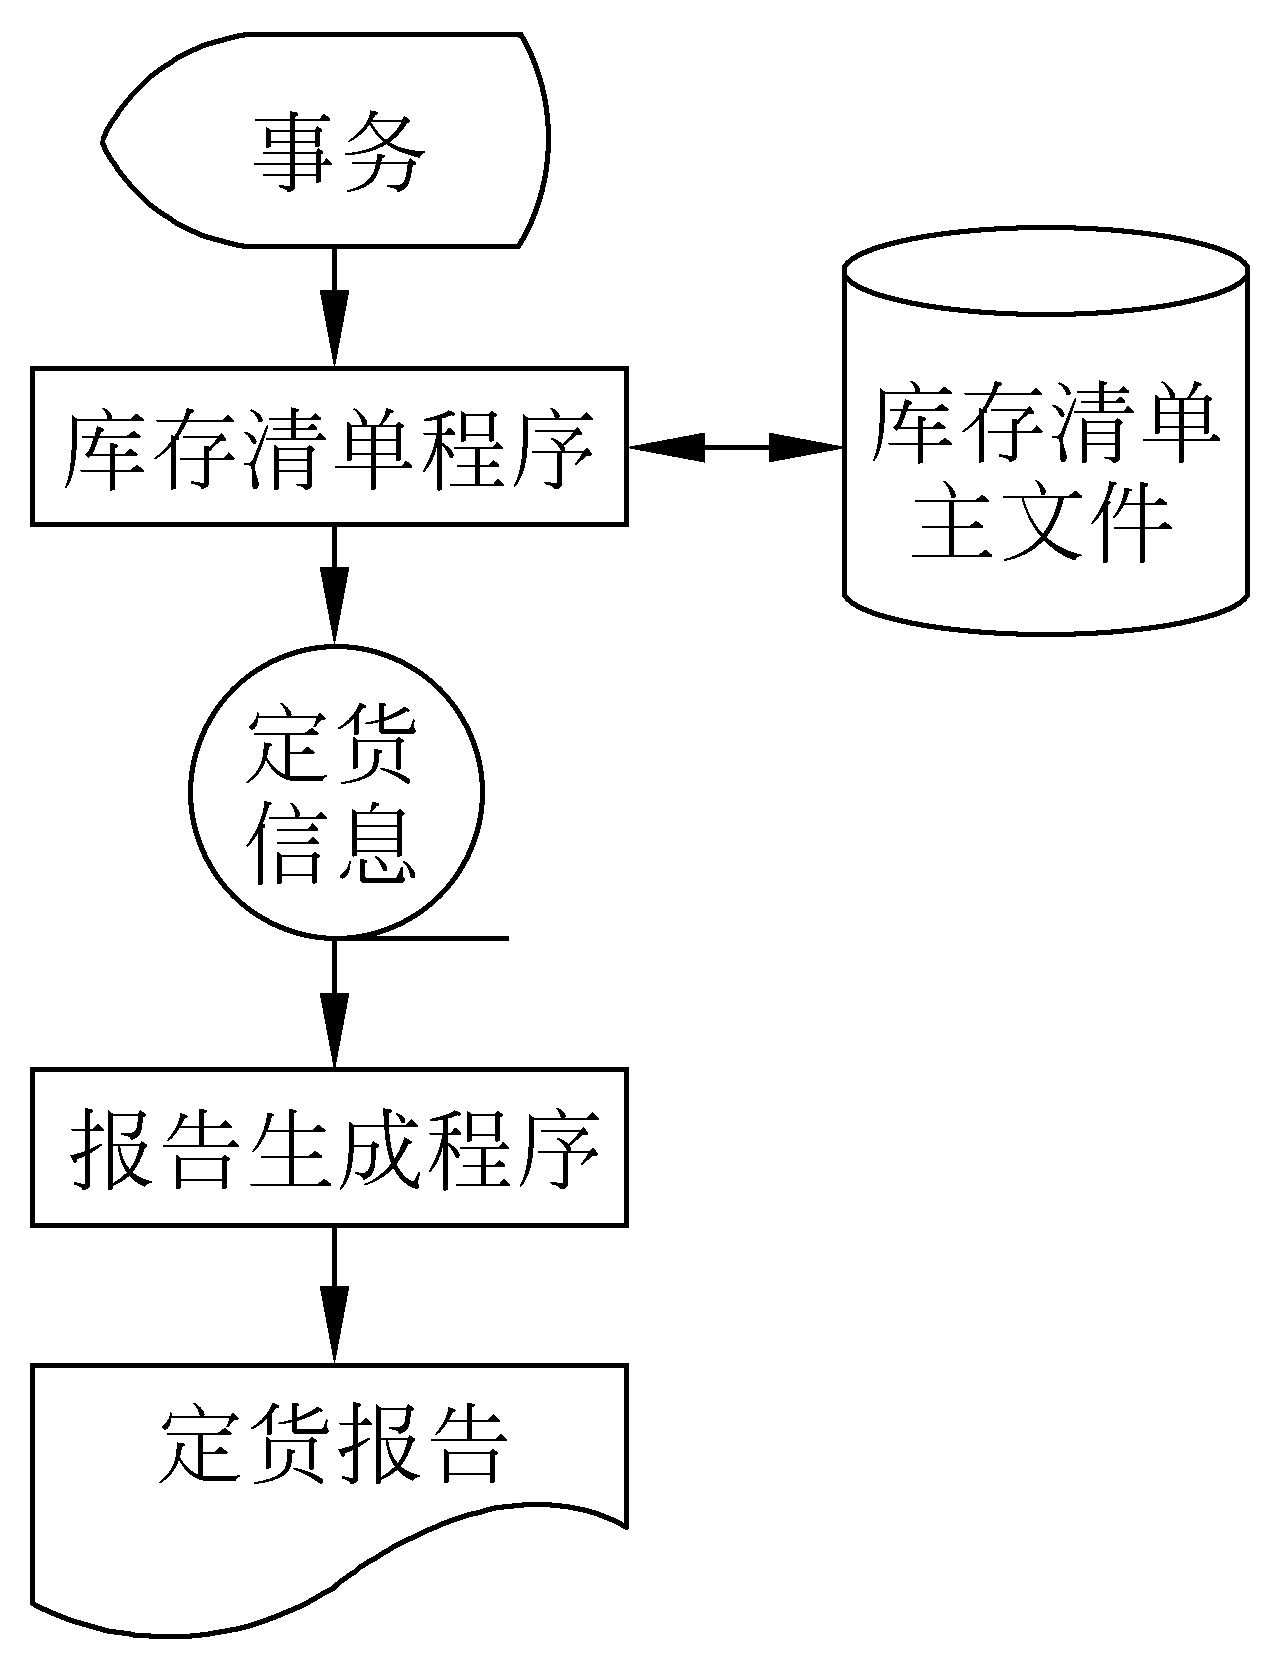 事务
库存清单程序
库存清单
主文件
定货
信息
报告生成程序
定货报告